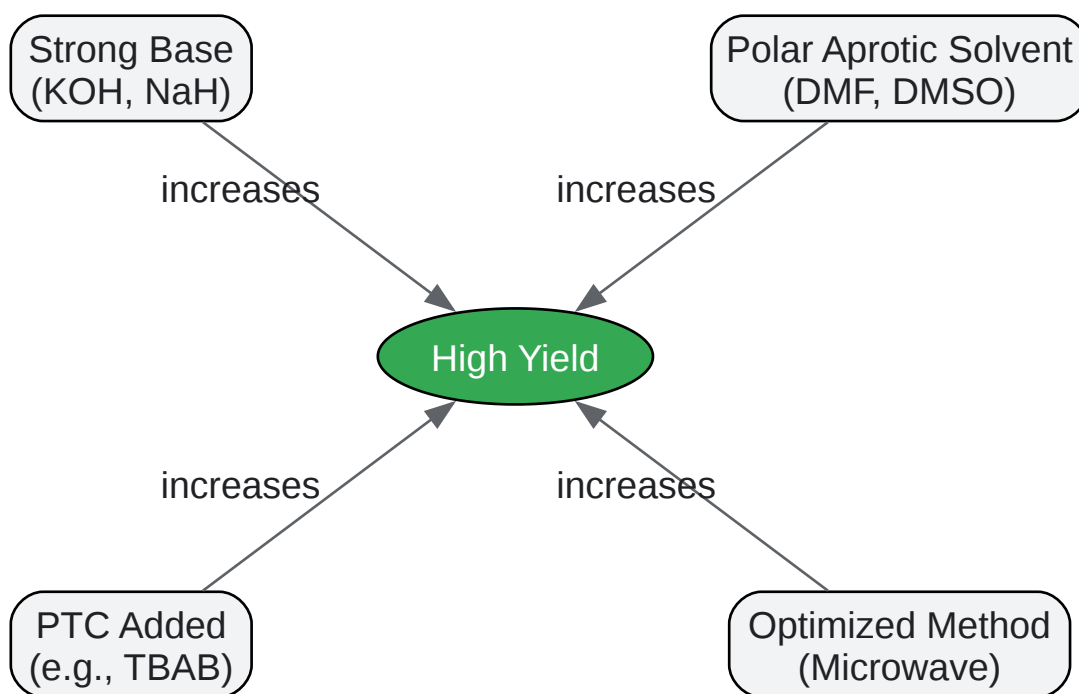 Strong Base
(KOH, NaH)
Polar Aprotic Solvent
(DMF, DMSO)
increases
increases
High Yield
increases
increases
PTC Added
(e.g., TBAB)
Optimized Method
(Microwave)